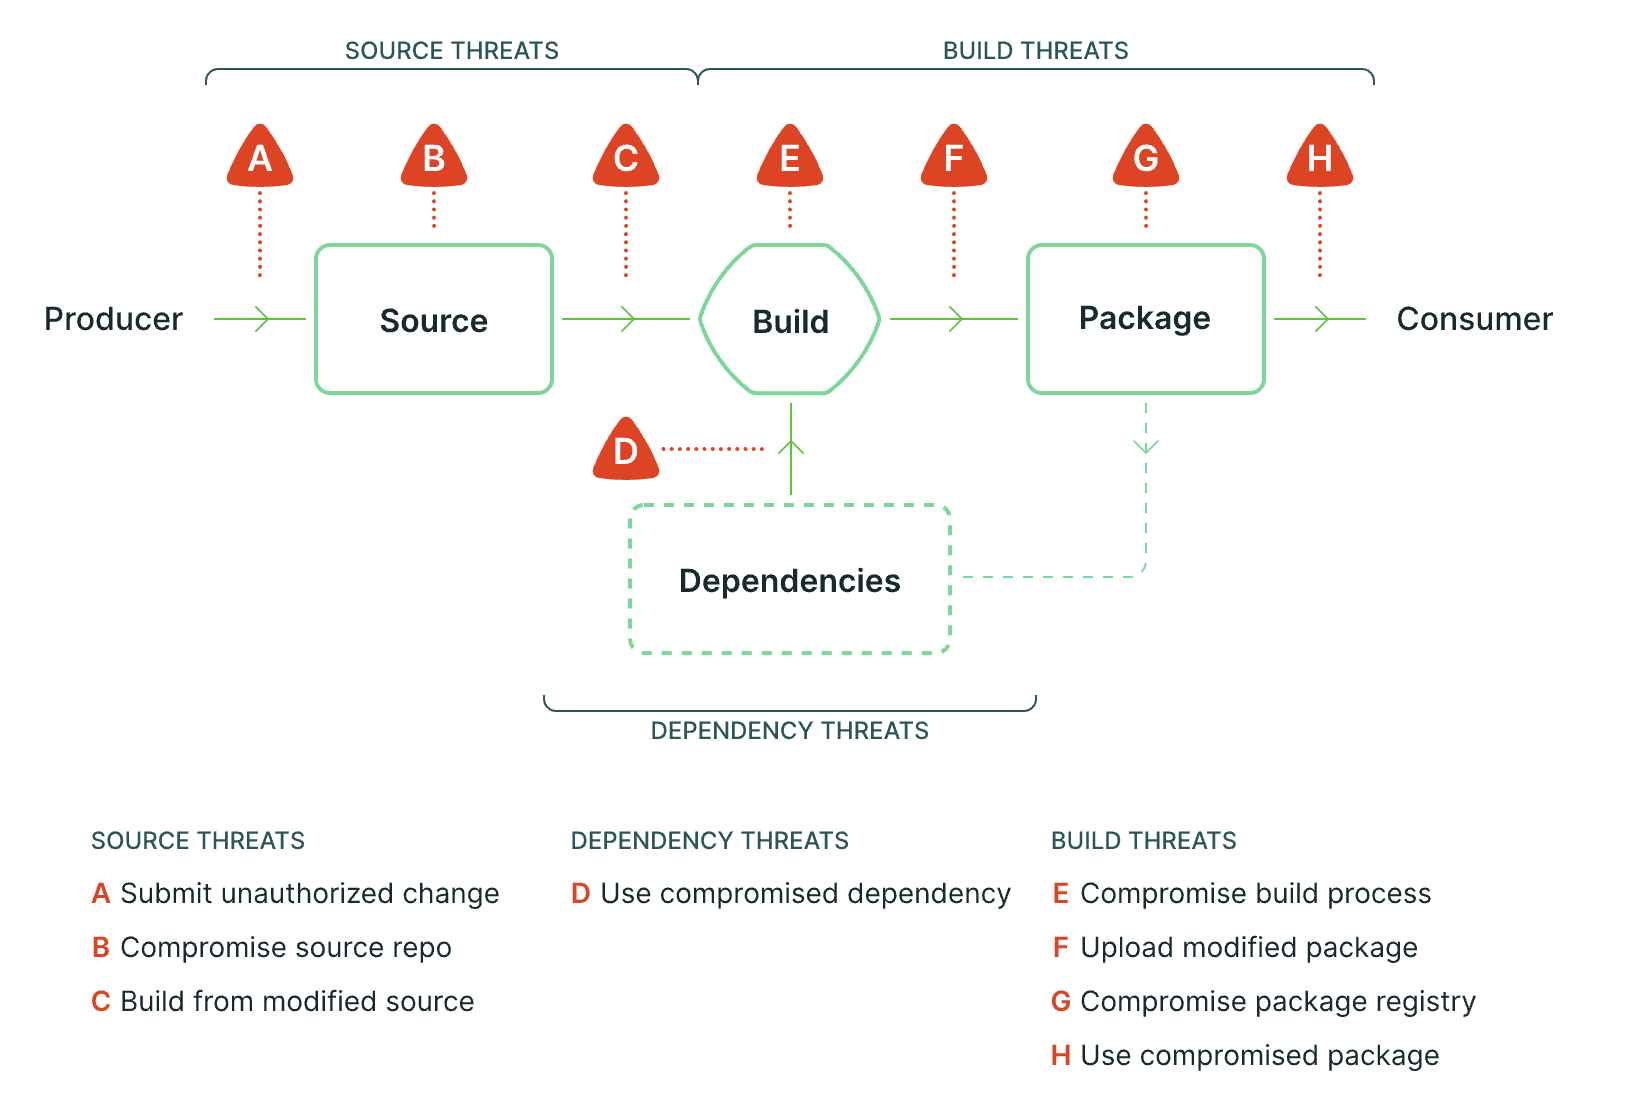 SOURCE THREATS
BUILD THREATS
A
B
C
E
F
G
H
Producer
Source
Build
Package
Consumer
D
Dependencies
DEPENDENCY THREATS
SOURCE THREATS
A Submit unauthorized change
B Compromise source repo
C Build from modified source
DEPENDENCY THREATS
D Use compromised dependency
BUILD THREATS
E Compromise build process
F Upload modified package
G Compromise package registry
H Use compromised package